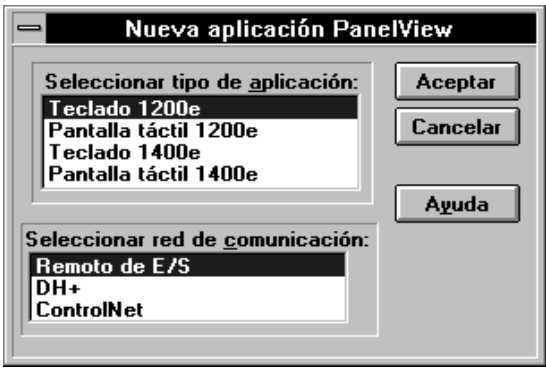 Nueva aplicación PanelView
Seleccionar tipo de aplicación:
Teclado 1200e
Pantalla táctil 1200e
Teclado 1400e
Pantalla táctil 1400e
Aceptar
Cancelar
Ayuda
Seleccionar red de comunicación:
Remoto de E/S
DH+
ControlNet